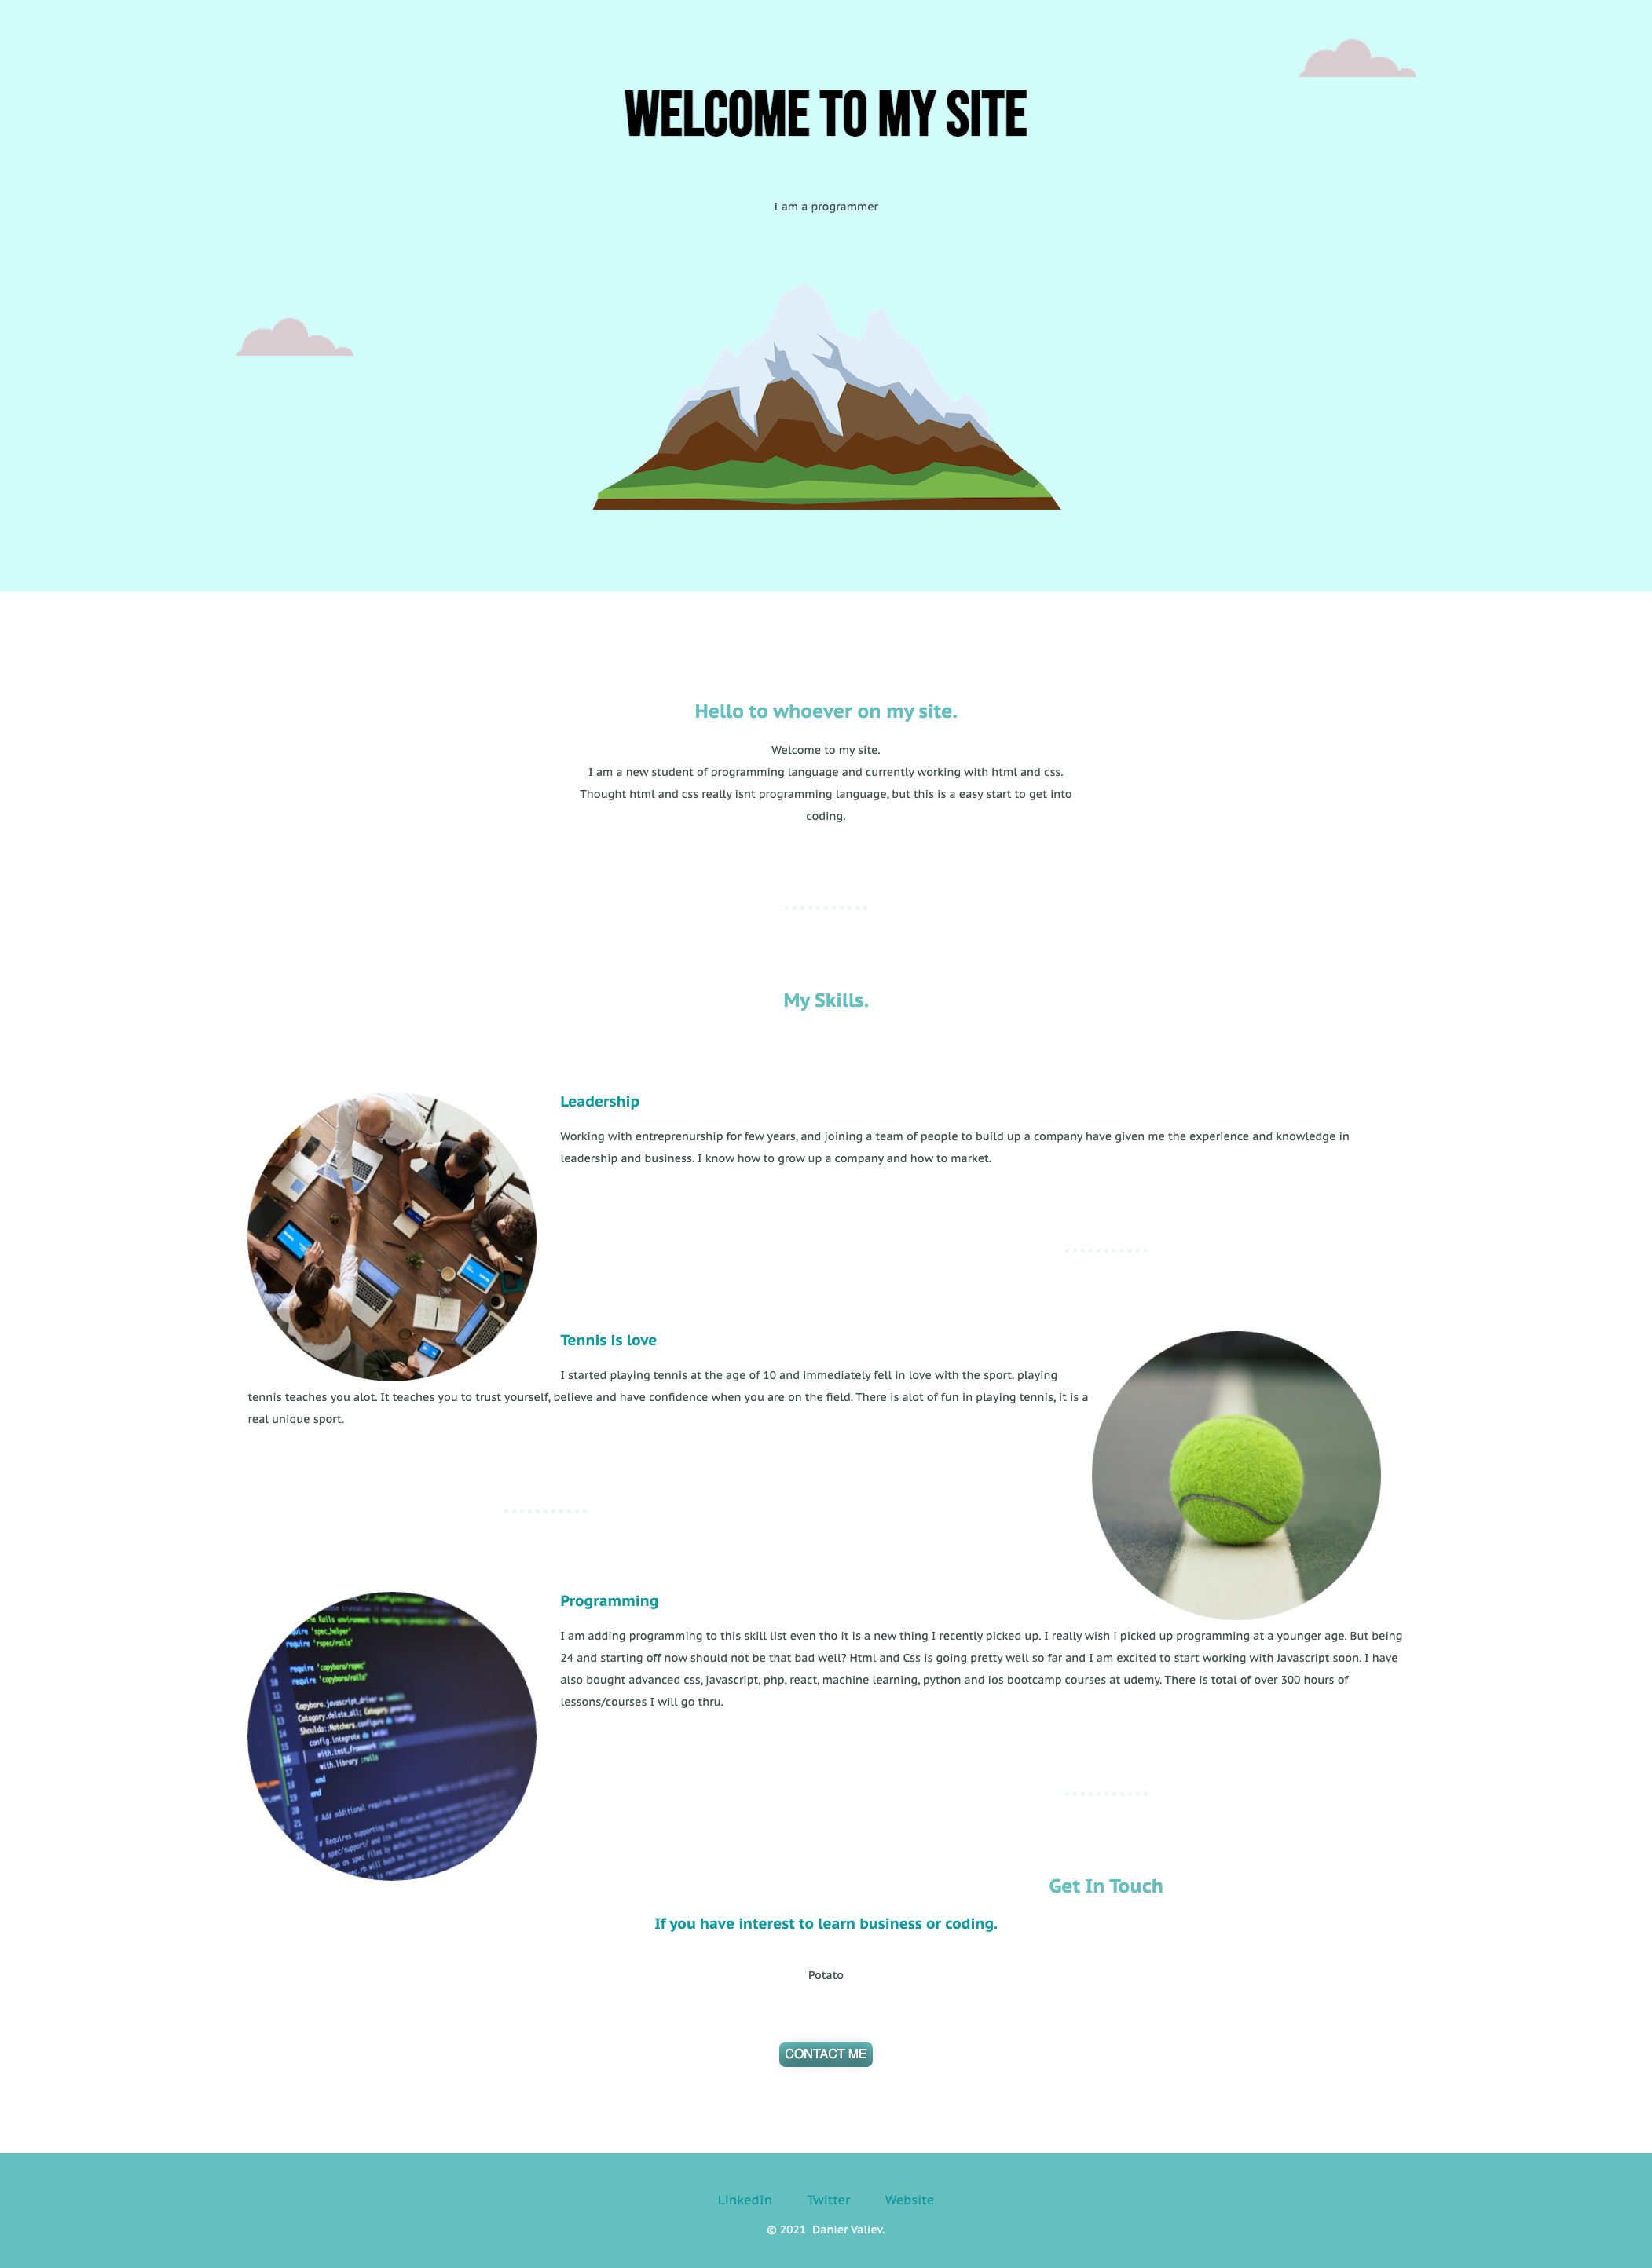 WELCOME TO MY SITE
I am a programmer
Hello to whoever on my site.
Welcome to my site.
I am a new student of programming language and currently working with html and css.
Thought html and css really isnt programming language, but this is a easy start to get into
coding.
My Skills.
Leadership
Working with entreprenurship for few years, and joining a team of people to build up a company have given me the experience and knowledge in
leadership and business. I know how to grow up a company and how to market.
Tennis is love
I started playing tennis at the age of 10 and immediately fell in love with the sport. playing
tennis teaches you alot. It teaches you to trust yourself, believe and have confidence when you are on the field. There is alot of fun in playing tennis, it is a
real unique sport.
Programming
I am adding programming to this skill list even tho it is a new thing I recently picked up. I really wish i picked up programming at a younger age. But being
24 and starting off now should not be that bad well? Html and Css is going pretty well so far and I am excited to start working with Javascript soon. I have
also bought advanced css, javascript, php, react, machine learning, python and ios bootcamp courses at udemy. There is total of over 300 hours of
lessons/courses I will go thru.
Get In Touch
If you have interest to learn business or coding.
Potato
CONTACT ME
LinkedIn Twitter Website
© 2021 Danier Valiev.